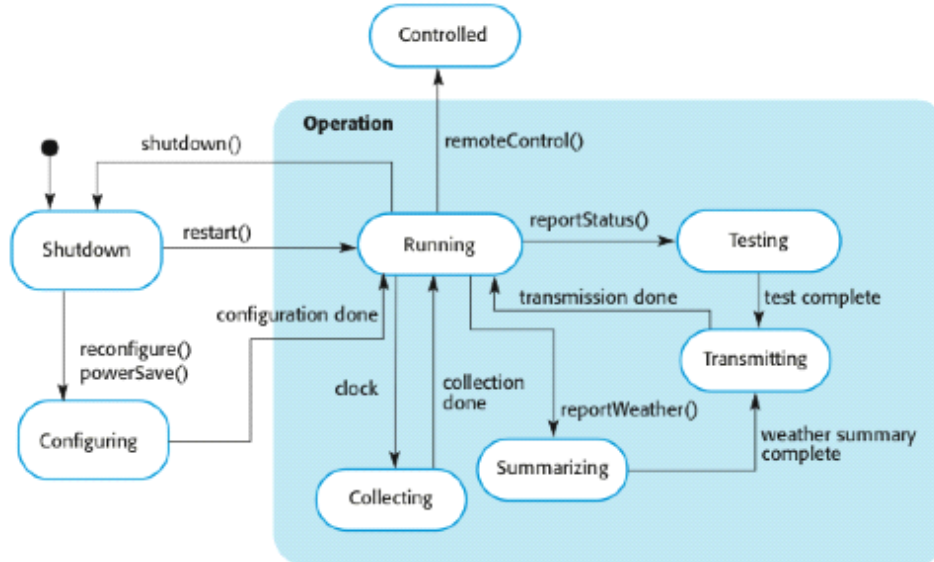 Controlled
Operation
shutdown()
remoteControl()
reportStatus()
Testing
Running
restart()
Shutdown
transmission done
test complete
configuration done
reconfigure()
powerSave()
Transmitting
clock
collection
done
reportWeather()
weather summary
complete
Configuring
Summarizing
Collecting